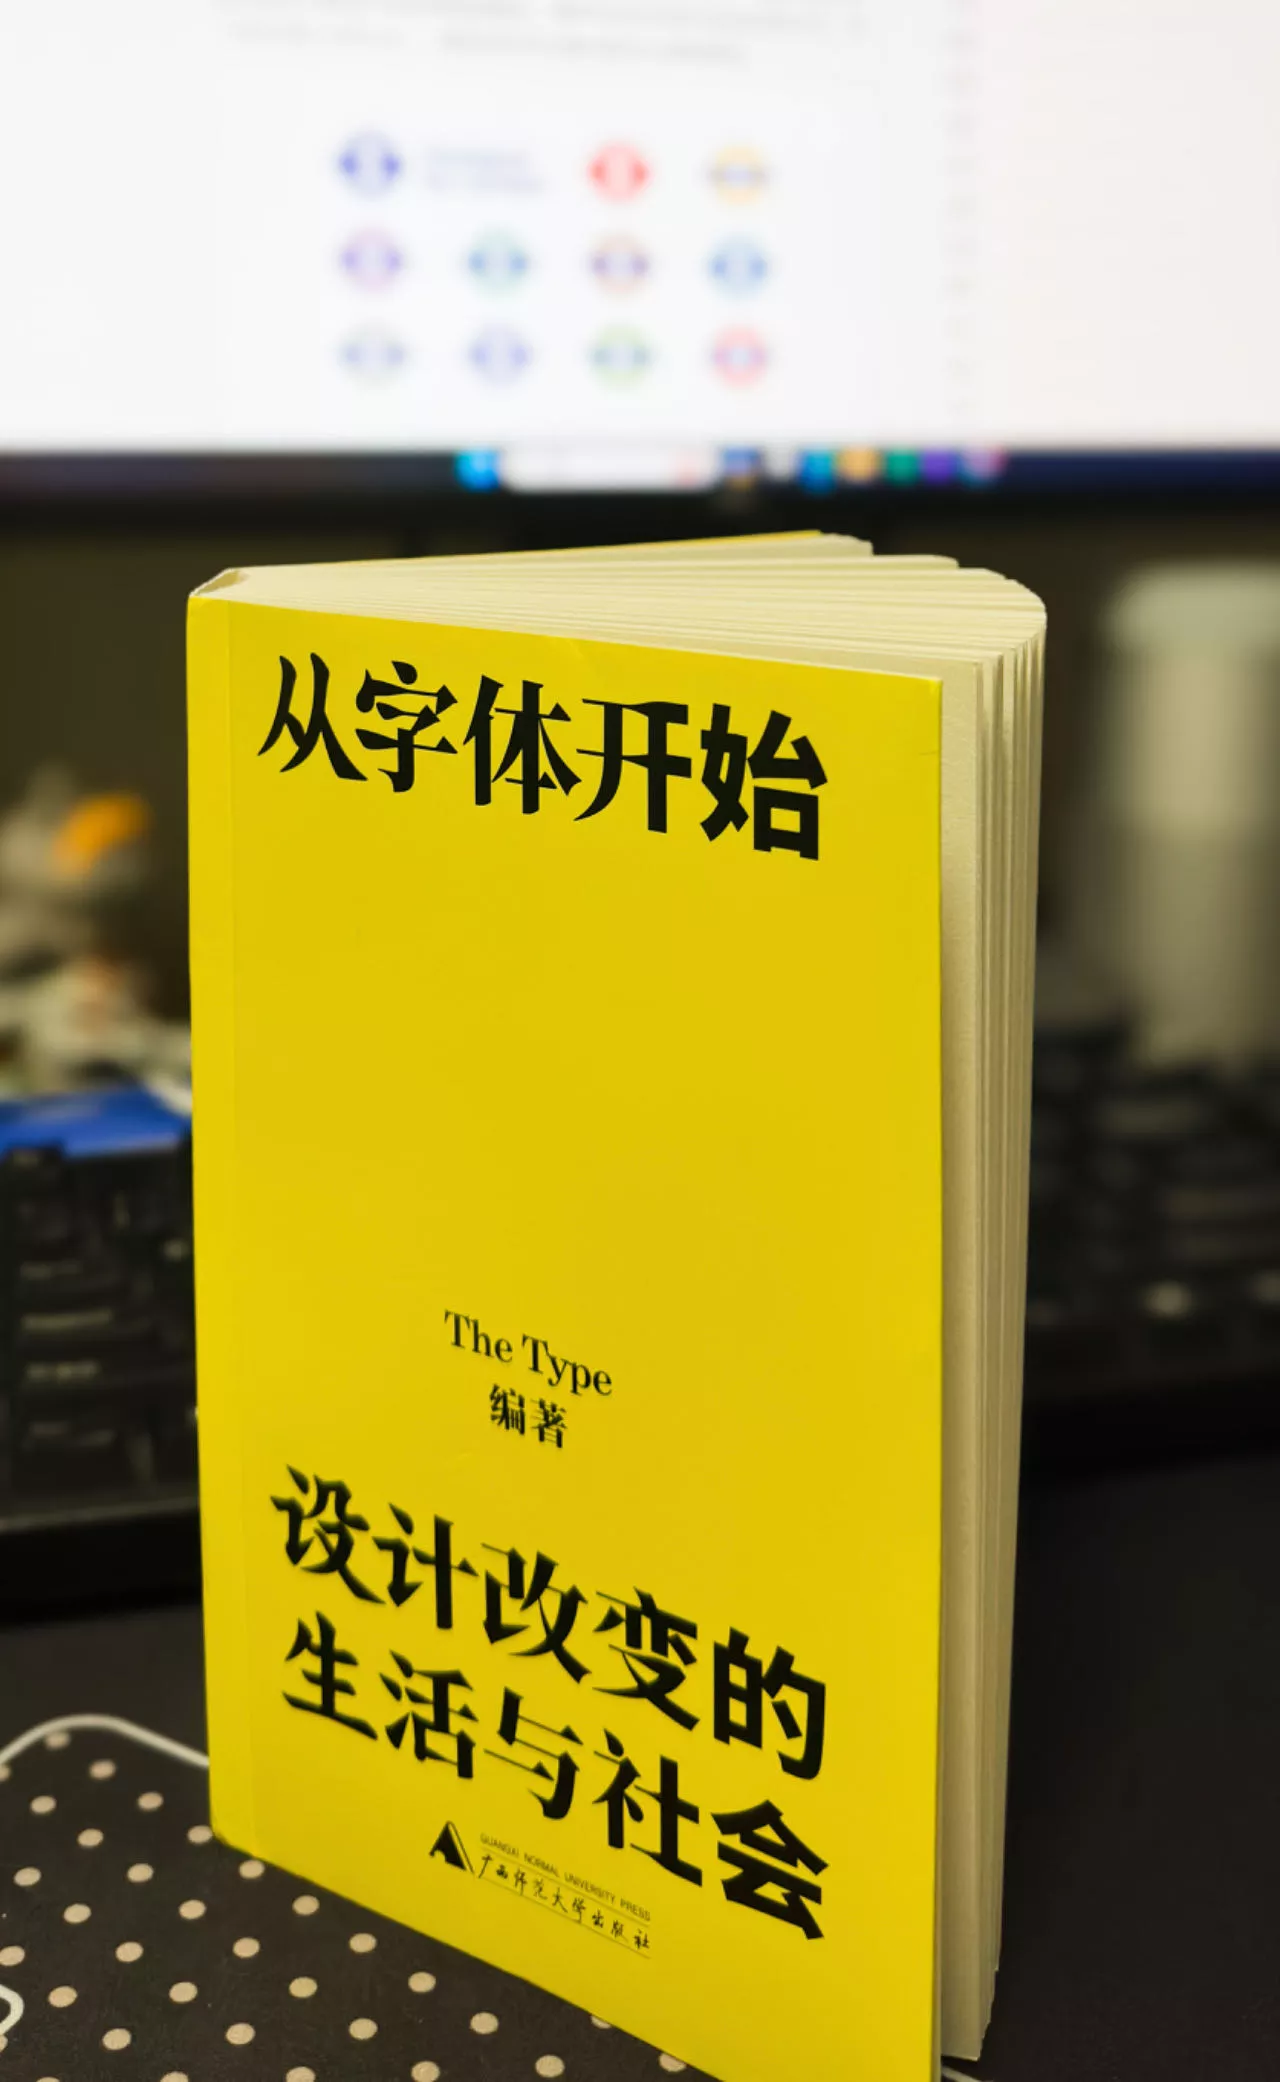 从字体开始
The Type
编著
设计改变的
生活与社会
GUANGXI NORMAL UNIVERSITY PRESS
广西师范大学出版社